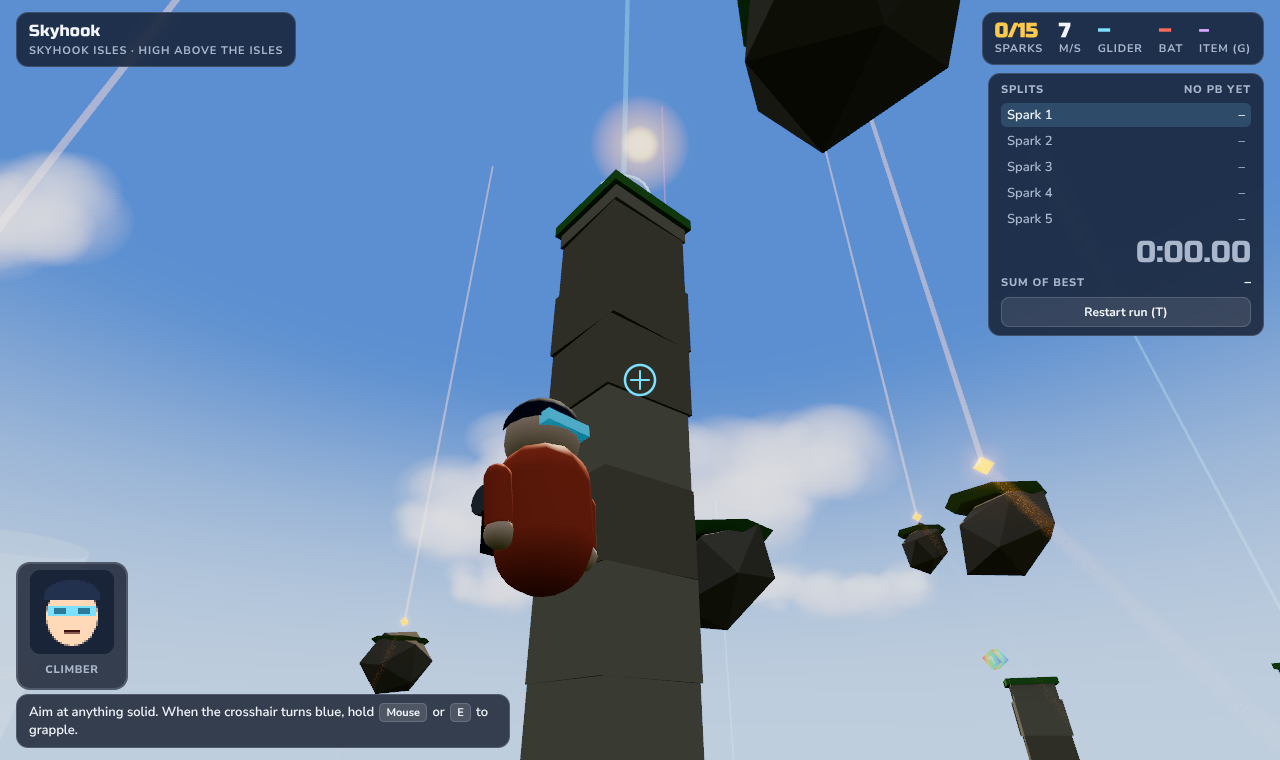 Skyhook
SKYHOOK ISLES · HIGH ABOVE THE ISLES
0/15 7 – – –
SPARKS M/S GLIDER BAT ITEM (G)
SPLITS NO PB YET
Spark 1 –
Spark 2 –
Spark 3 –
Spark 4 –
Spark 5 –
0:00.00
SUM OF BEST –
Restart run (T)
CLIMBER
Aim at anything solid. When the crosshair turns blue, hold Mouse or E to
grapple.